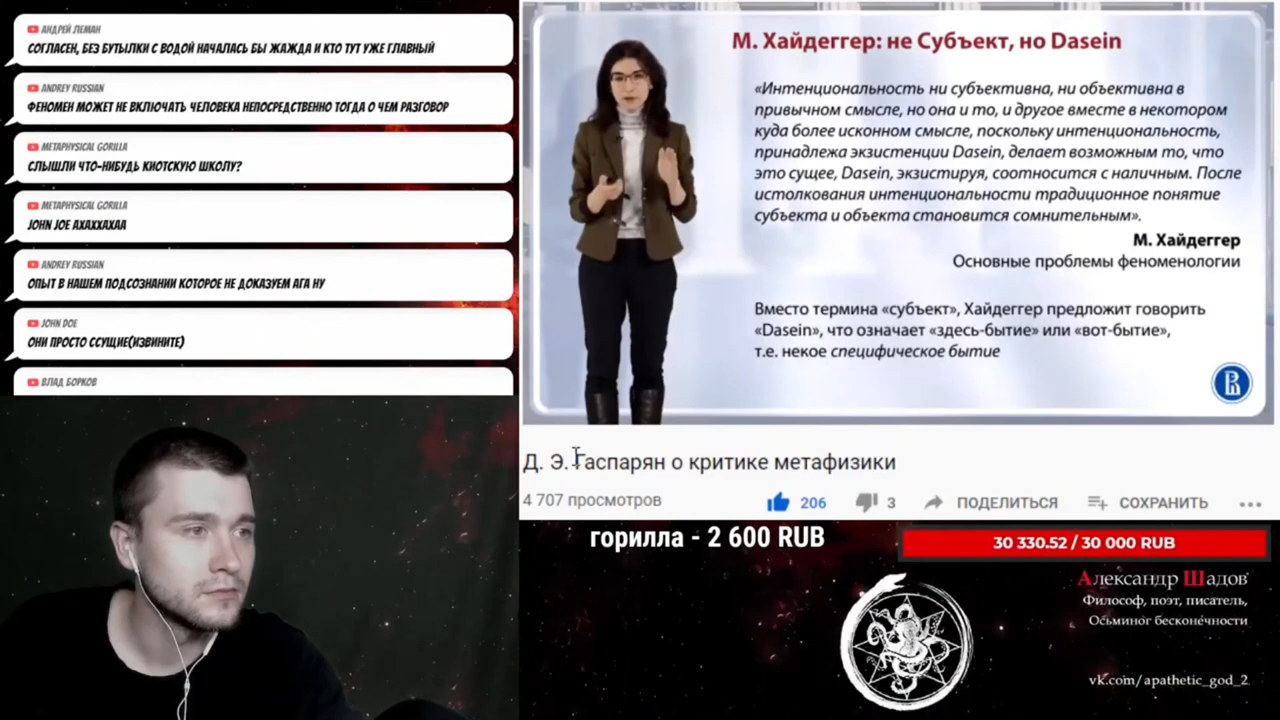 АНДРЕЙ ЛЕМАН
СОГЛАСЕН, БЕЗ БУТЫЛКИ С ВОДОЙ НАЧАЛАСЬ БЫ ЖАЖДА И КТО ТУТ УЖЕ ГЛАВНЫЙ
ANDREY RUSSIAN
ФЕНОМЕН МОЖЕТ НЕ ВКЛЮЧАТЬ ЧЕЛОВЕКА НЕПОСРЕДСТВЕННО ТОГДА О ЧЕМ РАЗГОВОР
METAPHYSICAL GORILLA
СЛЫШЛИ ЧТО-НИБУДЬ КИОТСКУЮ ШКОЛУ?
METAPHYSICAL GORILLA
JOHN JOE АХАХХАХАА
ANDREY RUSSIAN
ОПЫТ В НАШЕМ ПОДСОЗНАНИИ КОТОРОЕ НЕ ДОКАЗУЕМ АГА НУ
JOHN DOE
ОНИ ПРОСТО ССУЩИЕ(ИЗВИНИТЕ)
ВЛАД БОРКОВ
М. Хайдеггер: не Субъект, но Dasein
«Интенциональность ни субъективна, ни объективна в
привычном смысле, но она и то, и другое вместе в некотором
куда более исконном смысле, поскольку интенциональность,
принадлежа экзистенции Dasein, делает возможным то, что
это сущее, Dasein, экзистируя, соотносится с наличным. После
истолкования интенциональности традиционное понятие
субъекта и объекта становится сомнительным».
М. Хайдеггер
Основные проблемы феноменологии
Вместо термина «субъект», Хайдеггер предложит говорить
«Dasein», что означает «здесь-бытие» или «вот-бытие»,
т.е. некое специфическое бытие
Д. Э. Гаспарян о критике метафизики
4 707 просмотров
206
3
ПОДЕЛИТЬСЯ
СОХРАНИТЬ
горилла - 2 600 RUB
30 330.52 / 30 000 RUB
Александр Шадов
Философ, поэт, писатель,
Осьминог бесконечности
vk.com/apathetic_god_2